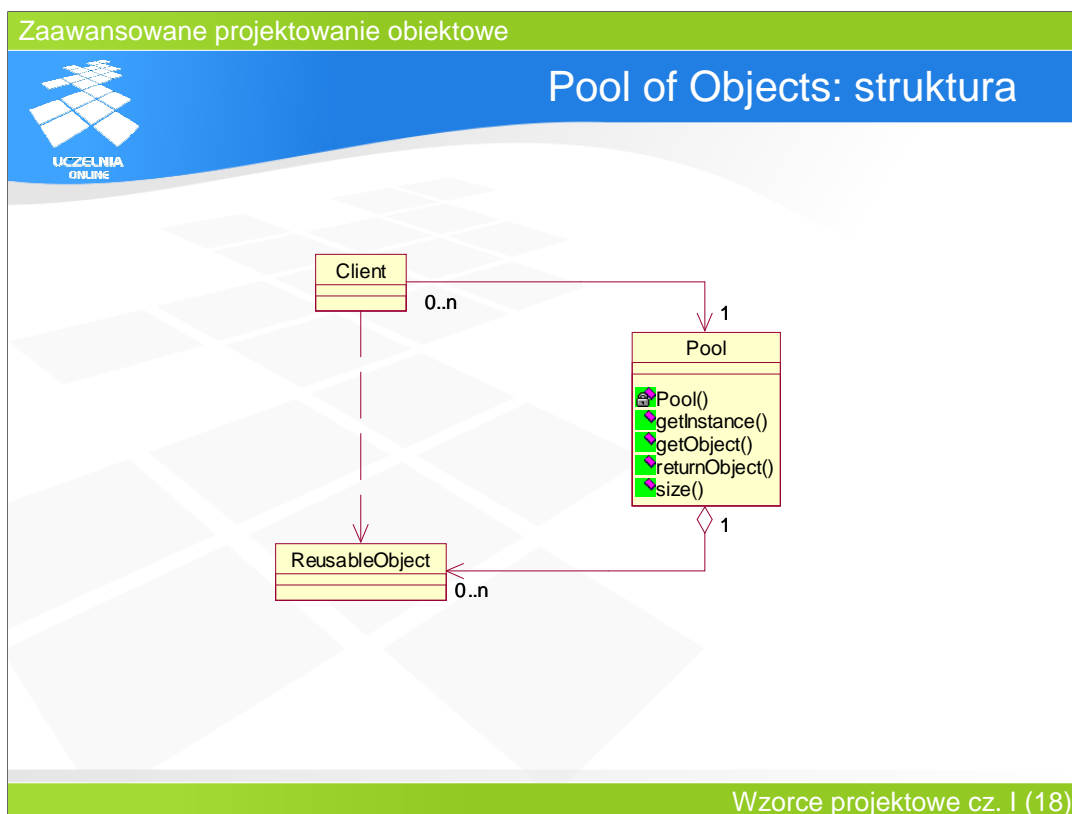 Zaawansowane projektowanie obiektowe
Pool of Objects: struktura
UCZELNIA
ONLINE
Client
0..n
1
Pool
Pool()
getInstance()
getObject()
returnObject()
size()
1
ReusableObject
0..n
Wzorce projektowe cz. I (18)